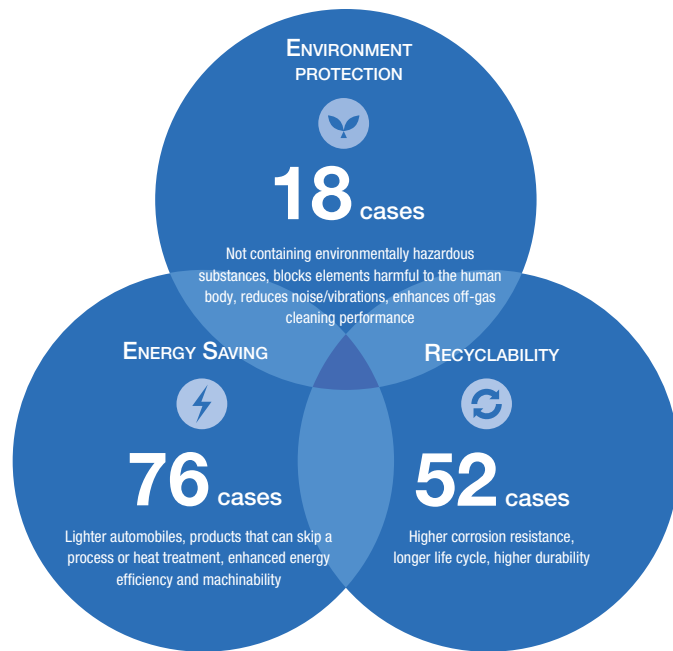 Environment
protection
18 cases
Not containing environmentally hazardous
substances, blocks elements harmful to the human
body, reduces noise/vibrations, enhances off-gas
cleaning performance
Energy Saving
76 cases
Lighter automobiles, products that can skip a
process or heat treatment, enhanced energy
efficiency and machinability
Recyclability
52 cases
Higher corrosion resistance,
longer life cycle, higher durability